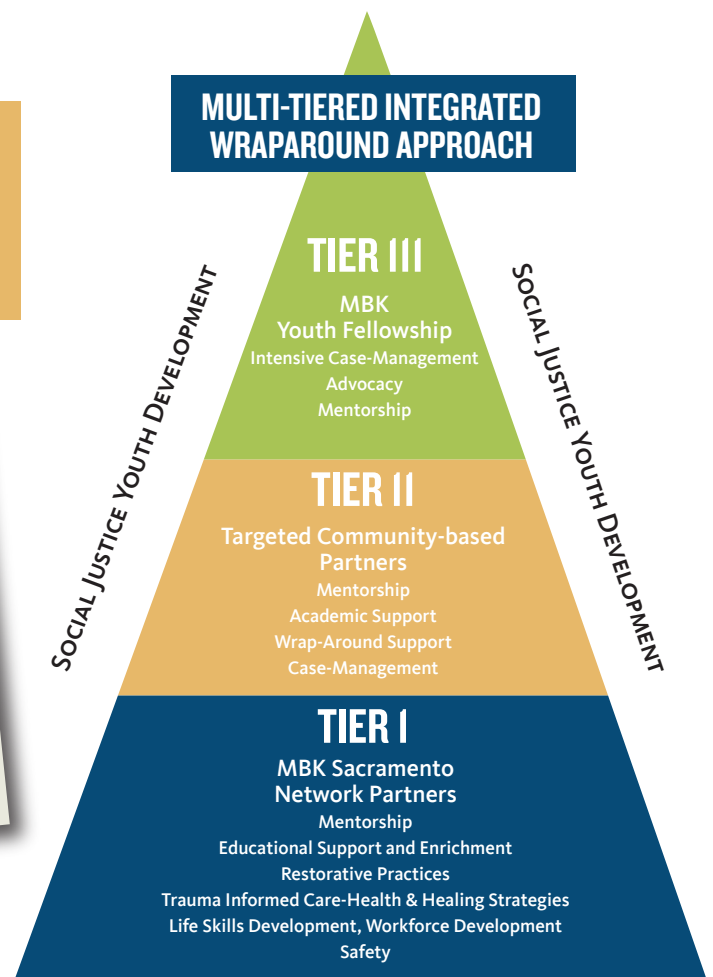 MULTI-TIERED INTEGRATED
WRAPAROUND APPROACH
TIER III
MBK
Youth Fellowship
Intensive Case-Management
Advocacy
Mentorship
SOCIAL JUSTICE YOUTH DEVELOPMENT
SOCIAL JUSTICE YOUTH DEVELOPMENT
TIER II
Targeted Community-based
Partners
Mentorship
Academic Support
Wrap-Around Support
Case-Management
TIER I
MBK Sacramento
Network Partners
Mentorship
Educational Support and Enrichment
Restorative Practices
Trauma Informed Care-Health & Healing Strategies
Life Skills Development, Workforce Development
Safety